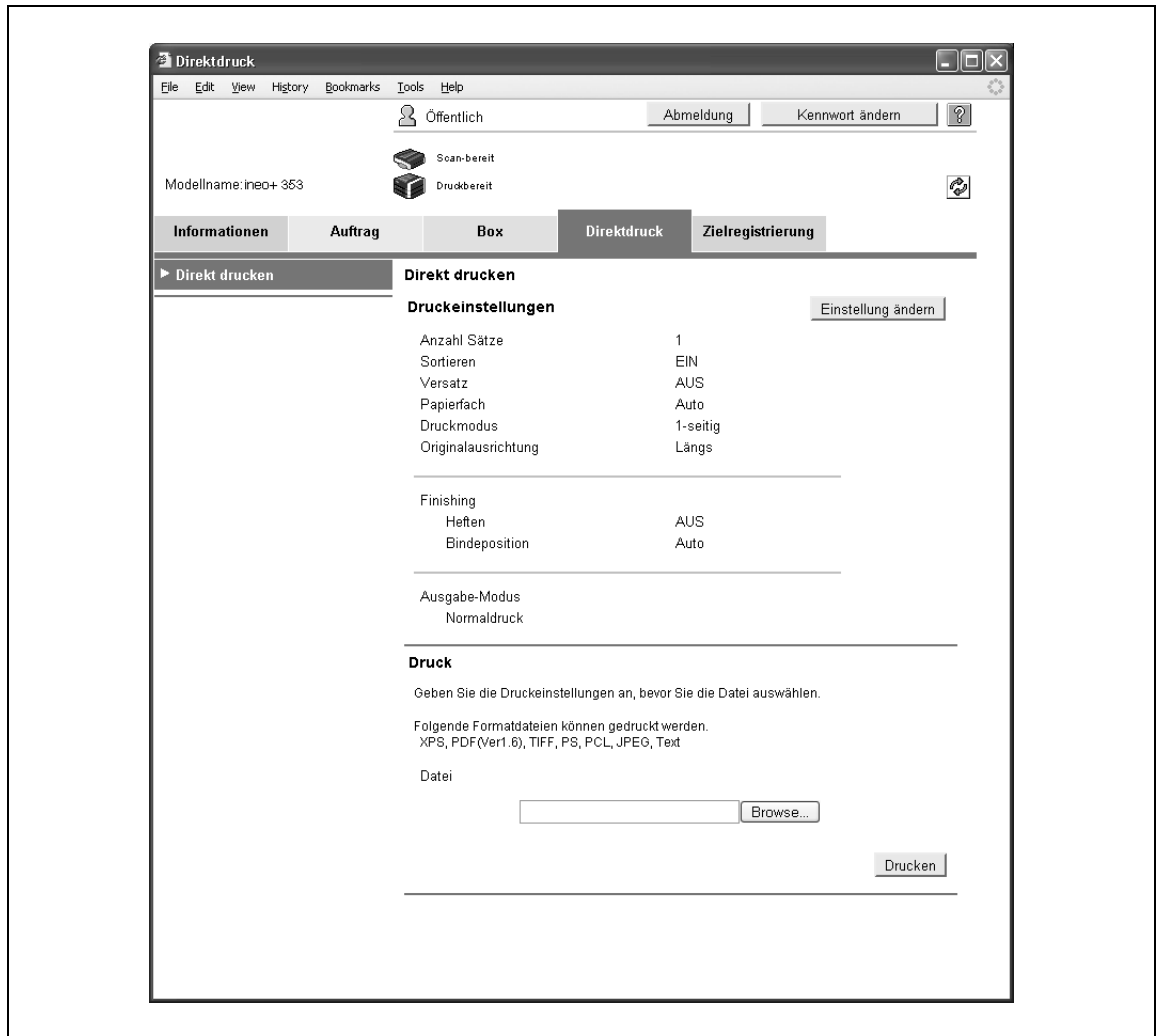 Direktdruck
File Edit View History Bookmarks Tools Help
Öffentlich Abmeldung Kennwort ändern ?
Scan-bereit
Modellname:ineo+ 353 Druckbereit
Informationen Auftrag Box Direktdruck Zielregistrierung
Direkt drucken
Direkt drucken
Druckeinstellungen Einstellung ändern
Anzahl Sätze 1
Sortieren EIN
Versatz AUS
Papierfach Auto
Druckmodus 1-seitig
Originalausrichtung Längs
Finishing
Heften AUS
Bindeposition Auto
Ausgabe-Modus
Normaldruck
Druck
Geben Sie die Druckeinstellungen an, bevor Sie die Datei auswählen.
Folgende Formatdateien können gedruckt werden.
XPS, PDF(Ver1.6), TIFF, PS, PCL, JPEG, Text
Datei
Browse...
Drucken